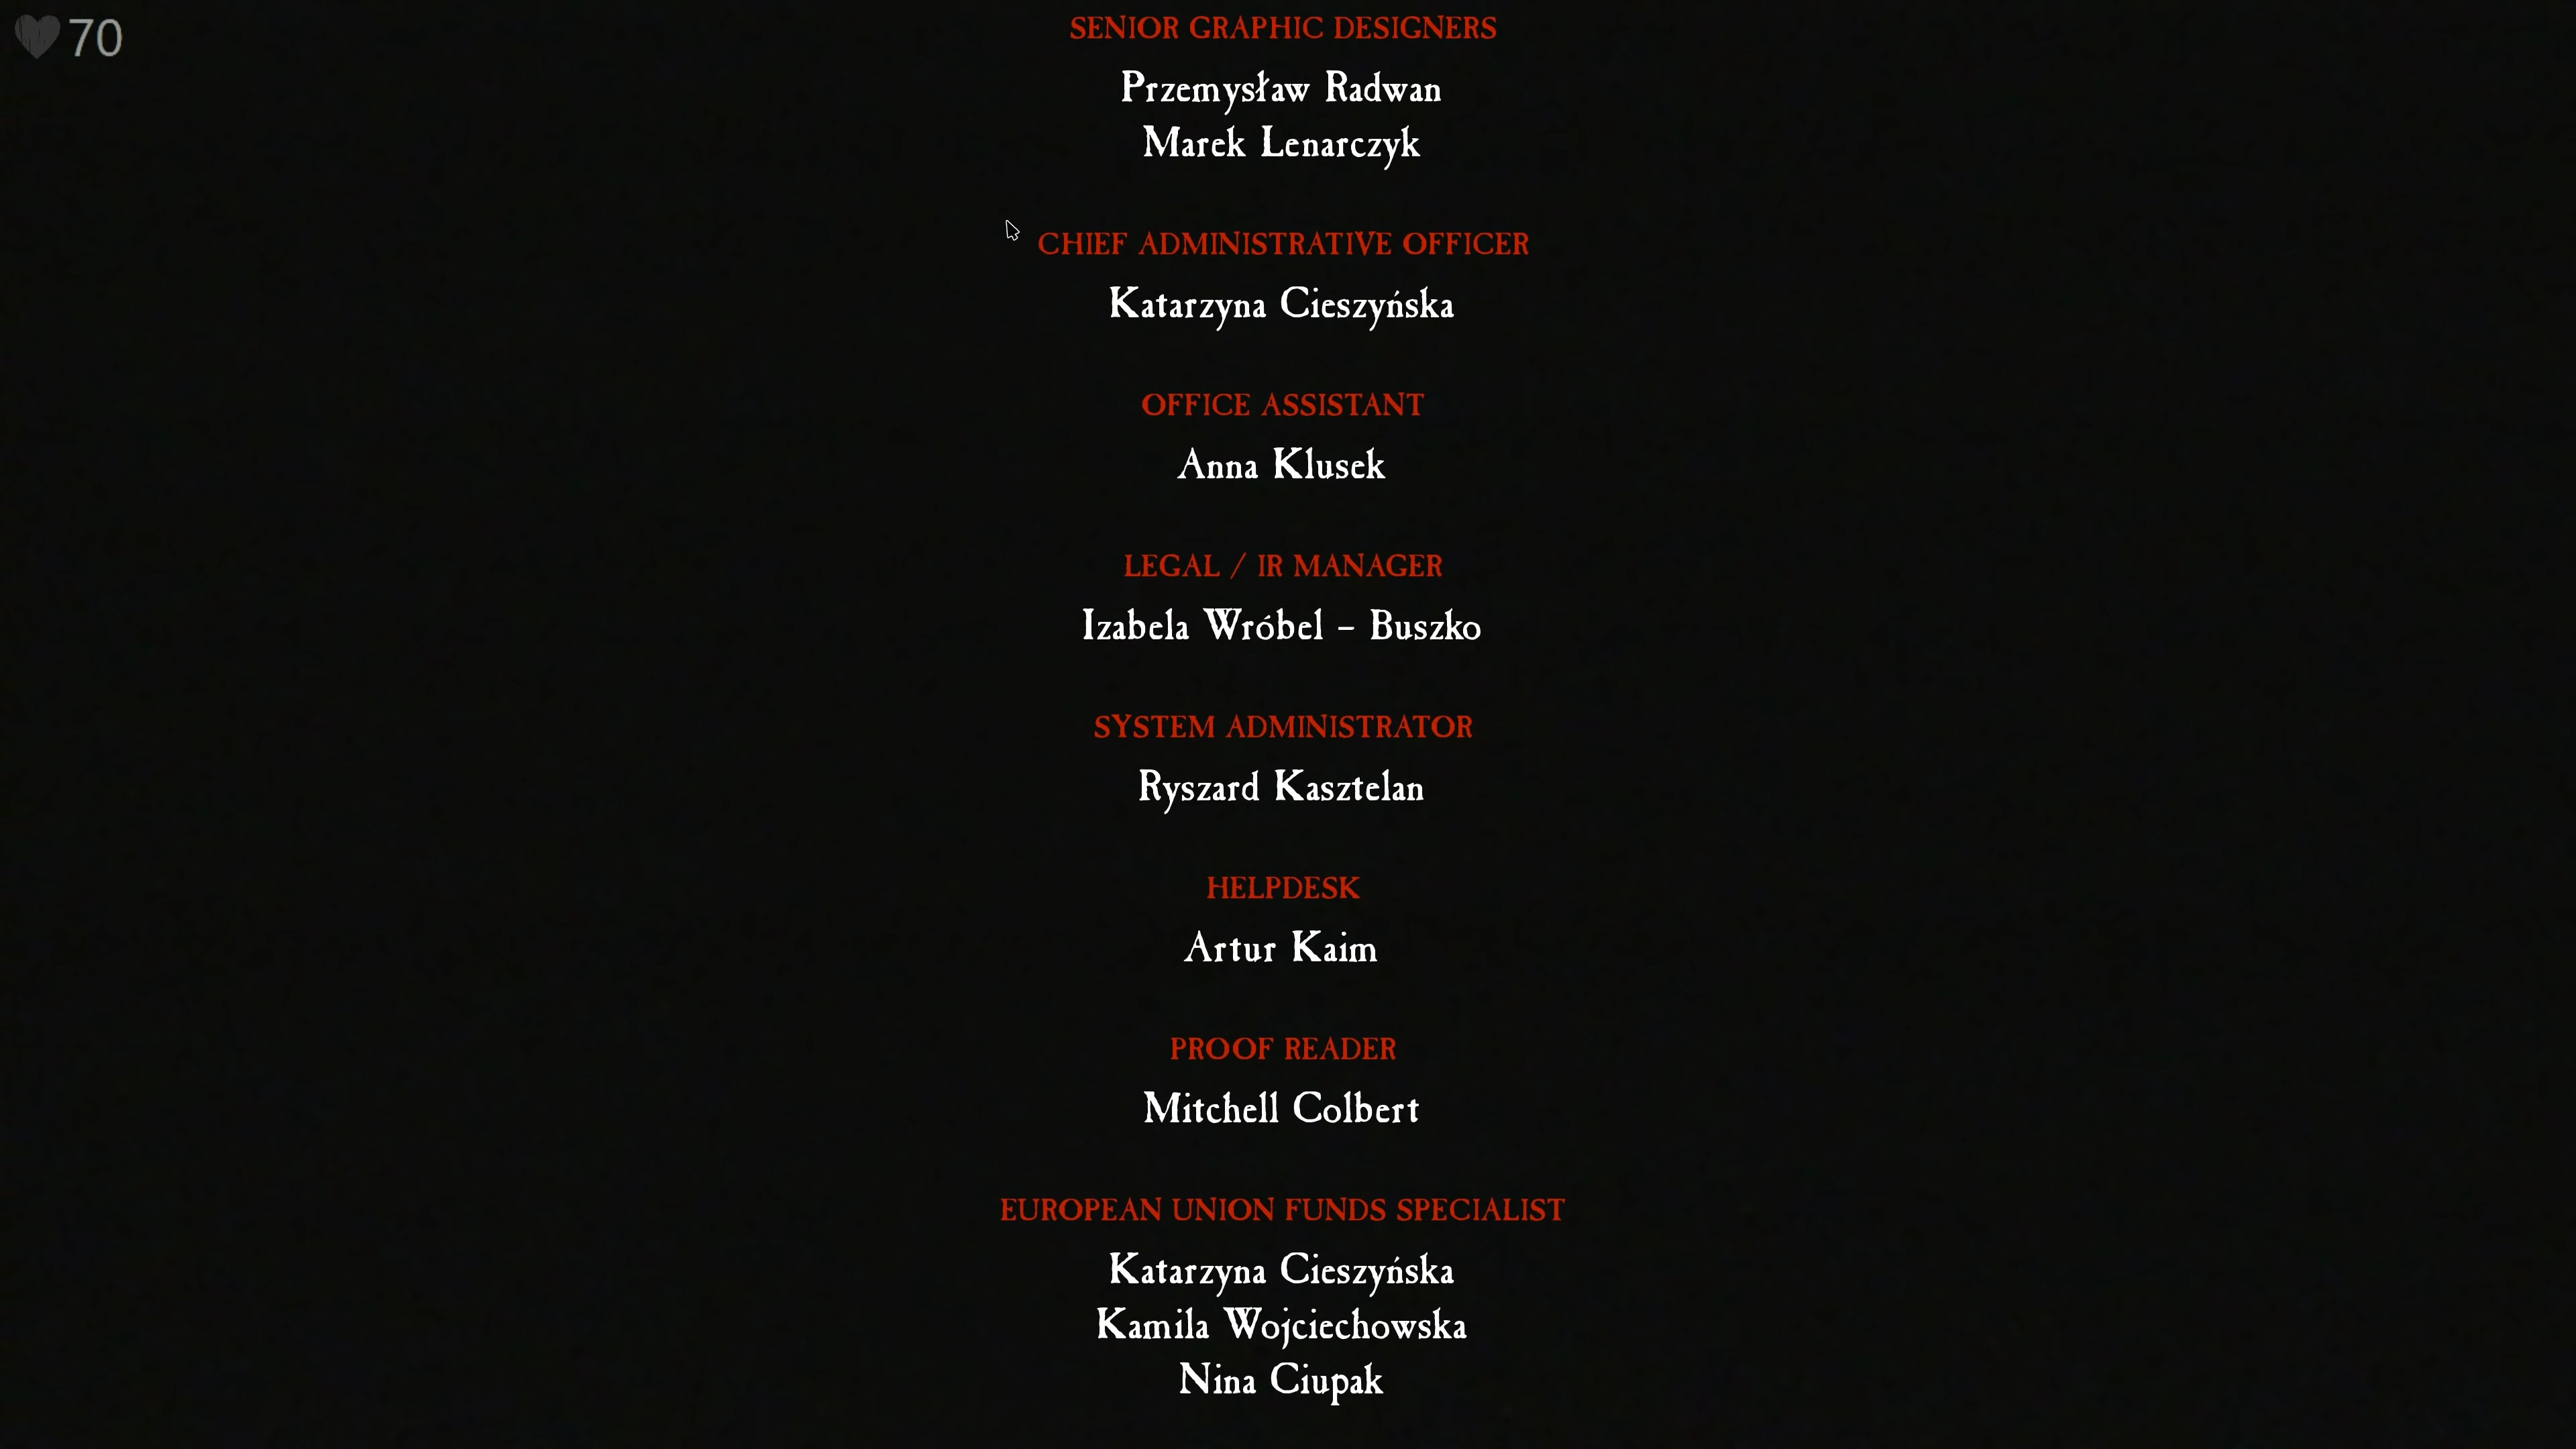 70
SENIOR GRAPHIC DESIGNERS
Przemysław Radwan
Marek Lenarczyk
CHIEF ADMINISTRATIVE OFFICER
Katarzyna Cieszyńska
OFFICE ASSISTANT
Anna Klusek
LEGAL / IR MANAGER
Izabela Wróbel – Buszko
SYSTEM ADMINISTRATOR
Ryszard Kasztelan
HELPDESK
Artur Kaim
PROOF READER
Mitchell Colbert
EUROPEAN UNION FUNDS SPECIALIST
Katarzyna Cieszyńska
Kamila Wojciechowska
Nina Ciupak